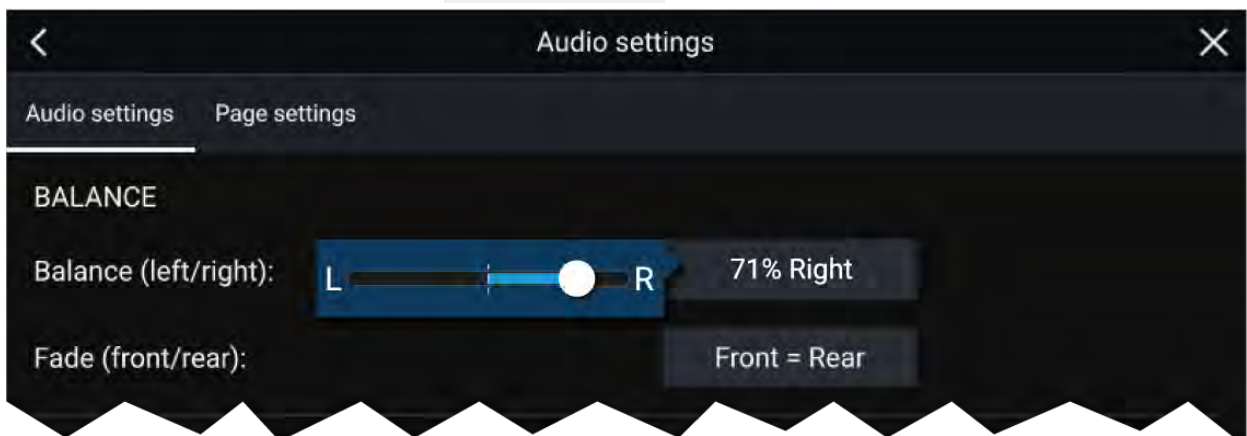 Audio settings
Audio settings Page settings
BALANCE
Balance (left/right): L R 71% Right
Fade (front/rear): Front = Rear